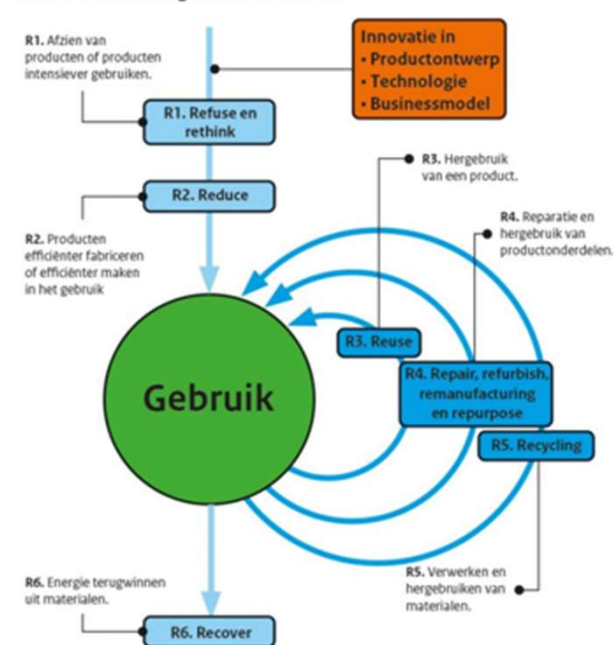 R1. Afzien van
producten of producten
intensiever gebruiken.
Innovatie in
• Productontwerp
• Technologie
• Businessmodel
R1. Refuse en
rethink
R3. Hergebruik
van een product.
R2. Reduce
R4. Reparatie en
hergebruik van
productonderdelen.
R2. Producten
efficiënter fabriceren
of efficiënter maken
in het gebruik
R3. Reuse
Gebruik
R4. Repair, refurbish,
remanufacturing
en repurpose
R5. Recycling
R5. Verwerken en
hergebruiken van
materialen.
R6. Energie terugwinnen
uit materialen.
R6. Recover